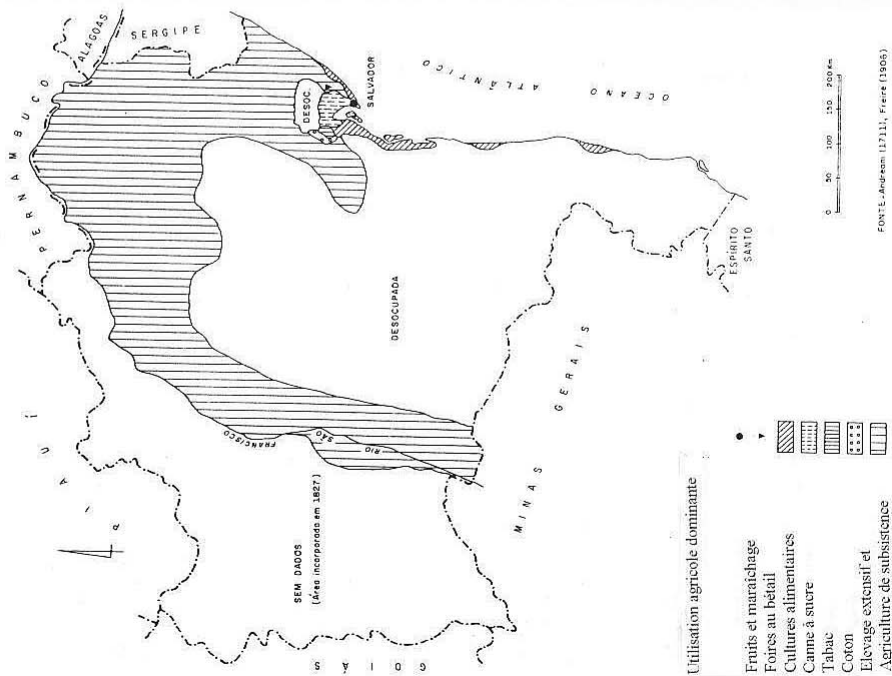 PERNAMBUCO
ALAGOAS
SERGIPE
PIAUÍ
DESOC.
SALVADOR
OCEANO ATLÂNTICO
DESOCUPADA
RIO SÃO FRANCISCO
SEM DADOS
(Área incorporada em 1827)
GOIÁS
MINAS GERAIS
ESPÍRITO
SANTO
0 50 100 150 200 Km
FONTE-Andreoni (1711), Freire (1906)
Utilisation agricole dominante
Fruits et maraichage
Foires au bétail
Cultures alimentaires
Canne à sucre
Tabac
Coton
Elevage extensif et
Agriculture de subsistence